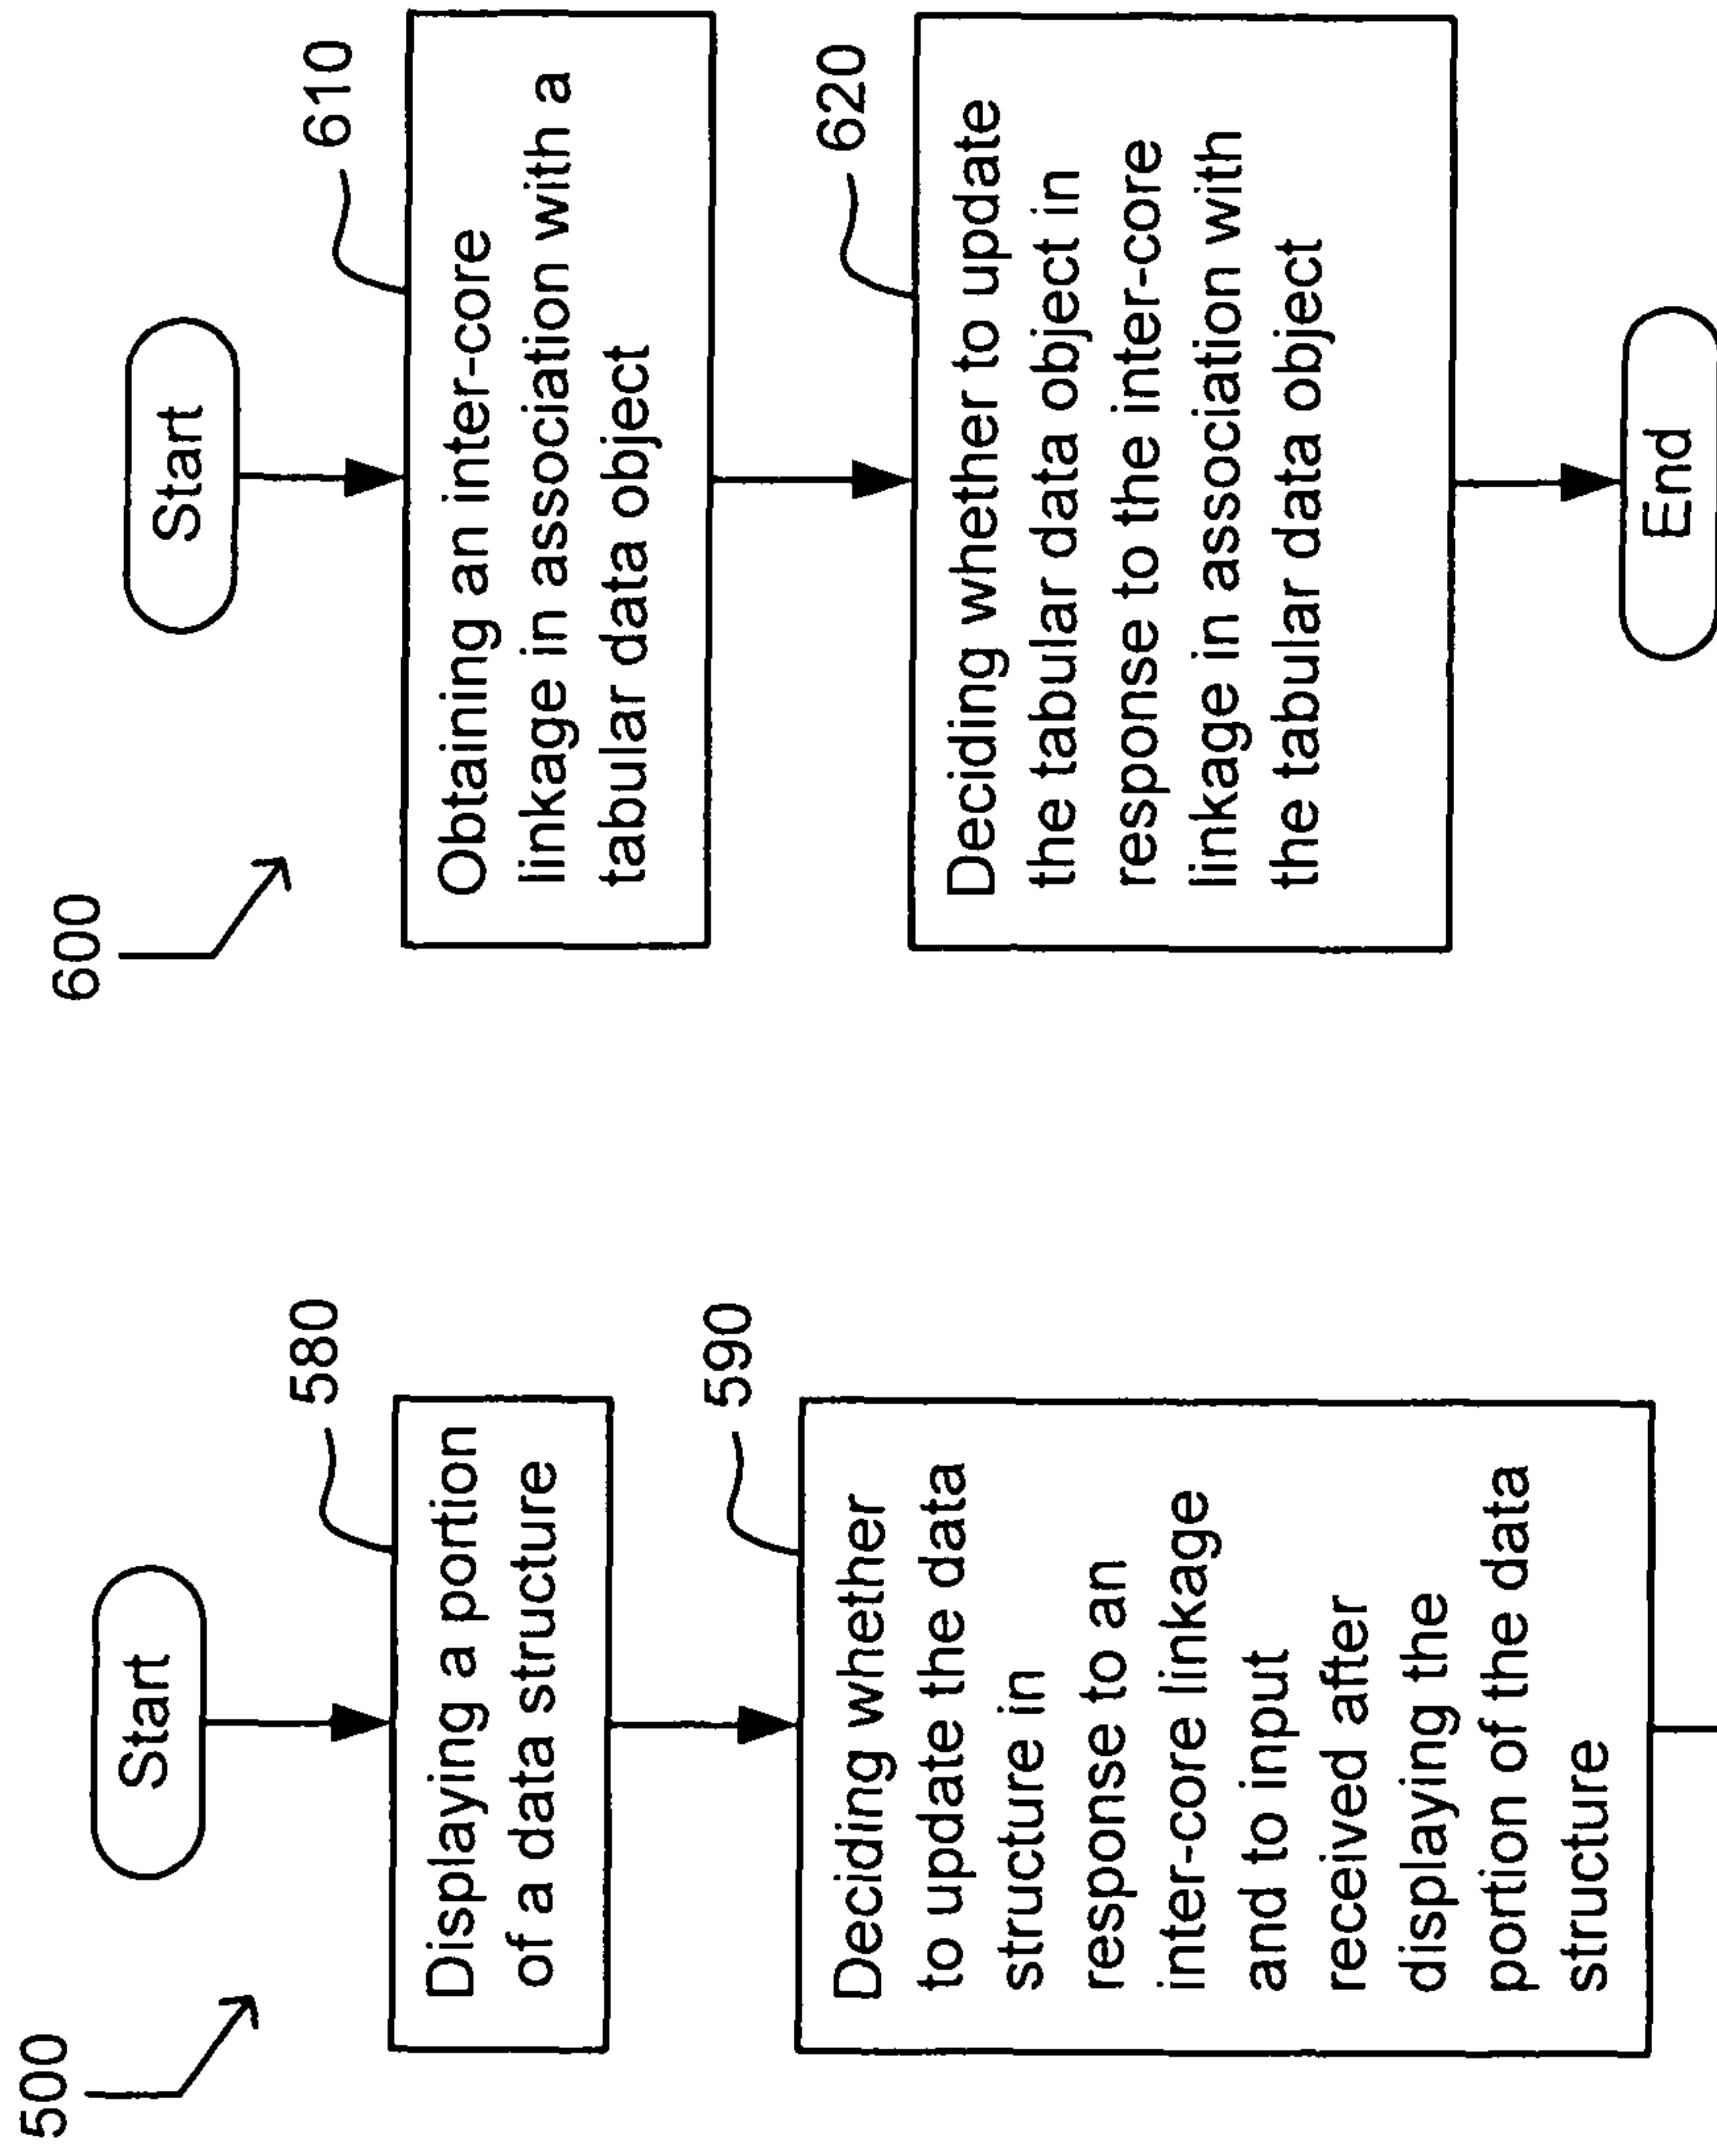 500
Start
580
Displaying a portion
of a data structure
590
Deciding whether
to update the data
structure in
response to an
inter-core linkage
and to input
received after
displaying the
portion of the data
structure
600
Start
610
Obtaining an inter-core
linkage in association with a
tabular data object
620
Deciding whether to update
the tabular data object in
response to the inter-core
linkage in association with
the tabular data object
End